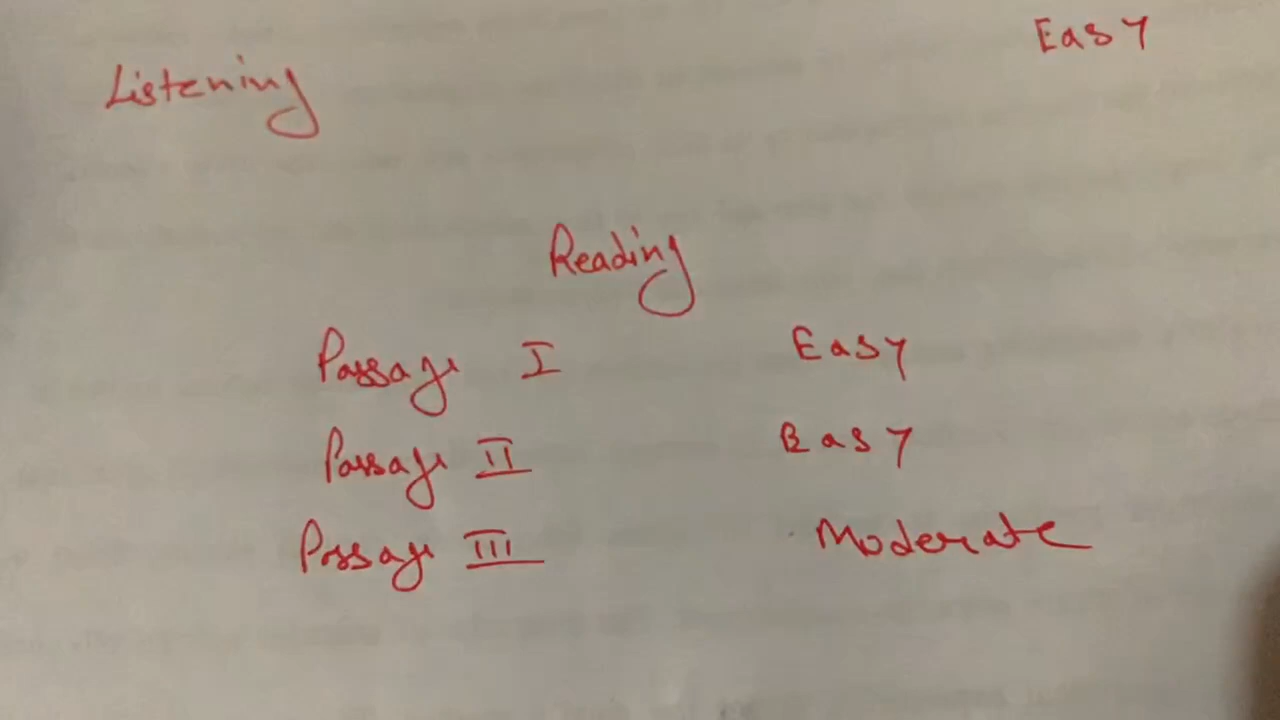 Listening Easy
Reading
Passage I Easy
Passage II Easy
Passage III Moderate